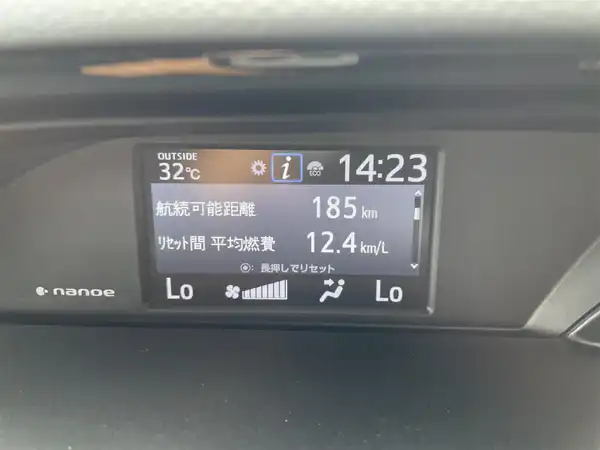 OUTSIDE
32℃ i ECO 14:23
航続可能距離 185 km
ﾘｾｯﾄ間 平均燃費 12.4 km/L
: 長押しでリセット
Lo Lo
nanoe